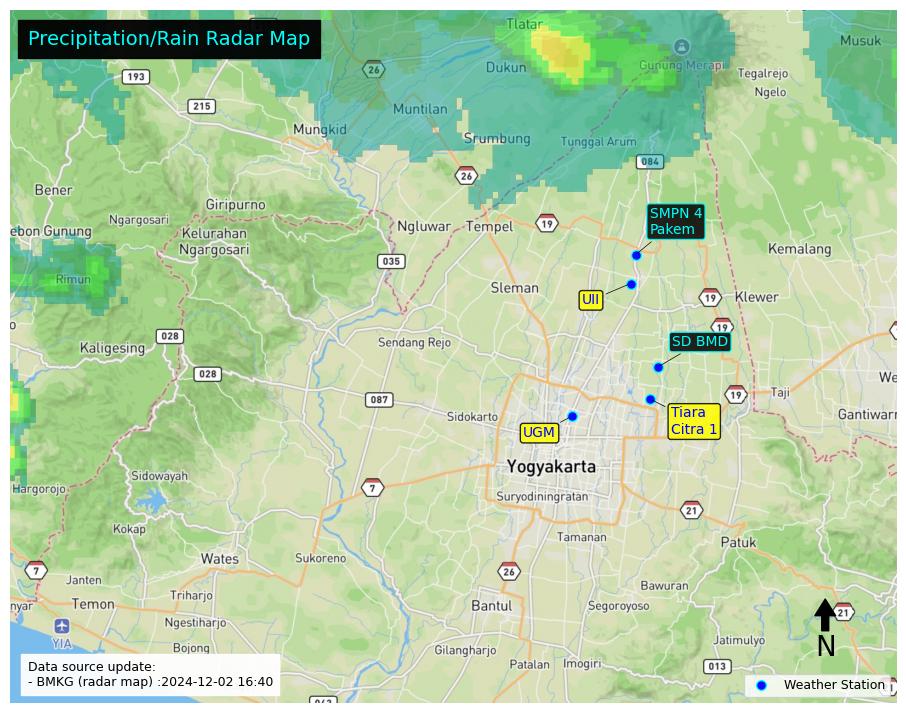 Precipitation/Rain Radar Map
Tlatar
Musuk
26
Dukun
Gunung Merapi
193
Tegalrejo
Ngelo
215
Muntilan
Mungkid
Srumbung
Tunggal Arum
084
26
Bener
Giripurno
Ngargosari
SMPN 4
Pakem
ebon Gunung
Kelurahan
Ngargosari
Ngluwar
Tempel
19
Kemalang
035
Rimun
Sleman
UII
19
Klewer
19
028
Kaligesing
Sendang Rejo
SD BMD
028
We
087
19
Taji
Sidokarto
Tiara
Citra 1
Gantiwarn
UGM
Yogyakarta
Sidowayah
Hargorojo
7
Suryodiningratan
21
Kokap
Tamanan
Patuk
Wates
Sukoreno
7
26
Janten
Bawuran
Triharjo
nyar
Temon
Bantul
Segoroyoso
21
Ngestiharjo
YIA
N
Bojong
Gilangharjo
Jatimulyo
Patalan
Imogiri
013
Data source update:
- BMKG (radar map) :2024-12-02 16:40
Weather Station